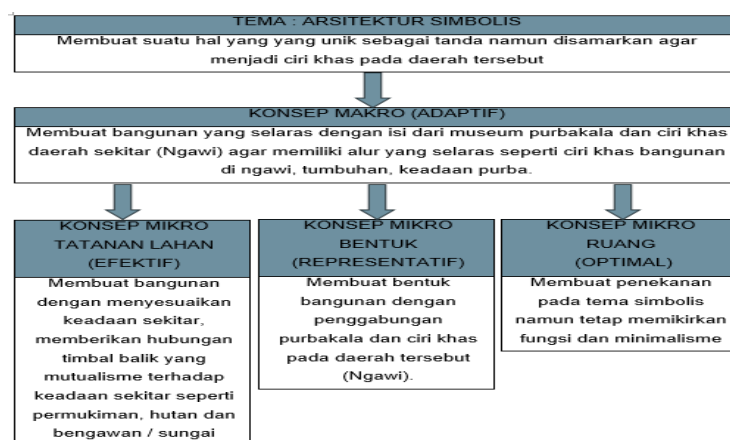 TEMA : ARSITEKTUR SIMBOLIS
Membuat suatu hal yang yang unik sebagai tanda namun disamarkan agar
menjadi ciri khas pada daerah tersebut
KONSEP MAKRO (ADAPTIF)
Membuat bangunan yang selaras dengan isi dari museum purbakala dan ciri khas
daerah sekitar (Ngawi) agar memiliki alur yang selaras seperti ciri khas bangunan
di ngawi, tumbuhan, keadaan purba.
KONSEP MIKRO
TATANAN LAHAN
(EFEKTIF)
Membuat bangunan
dengan menyesuaikan
keadaan sekitar,
memberikan hubungan
timbal balik yang
mutualisme terhadap
keadaan sekitar seperti
permukiman, hutan dan
bengawan / sungai
KONSEP MIKRO
BENTUK
(REPRESENTATIF)
Membuat bentuk
bangunan dengan
penggabungan
purbakala dan ciri khas
pada daerah tersebut
(Ngawi).
KONSEP MIKRO
RUANG
(OPTIMAL)
Membuat penekanan
pada tema simbolis
namun tetap memikirkan
fungsi dan minimalisme